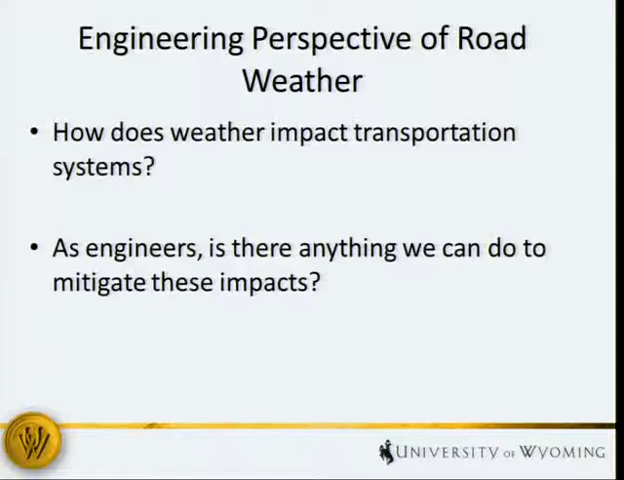 Engineering Perspective of Road
Weather
• How does weather impact transportation
systems?
• As engineers, is there anything we can do to
mitigate these impacts?
W
UNIVERSITY OF WYOMING